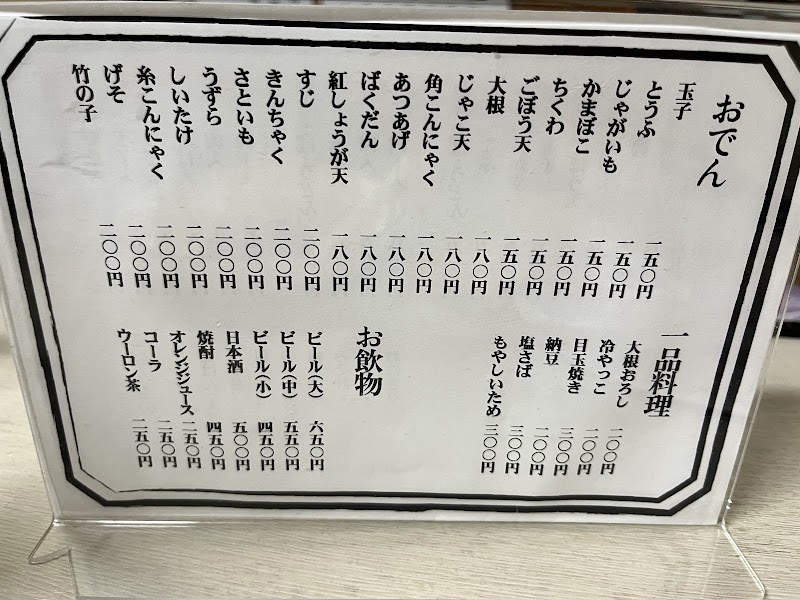 おでん
玉子 一五〇円
とうふ 一五〇円
じゃがいも 一五〇円
かまぼこ 一五〇円
ちくわ 一五〇円
ごぼう天 一五〇円
大根 一八〇円
じゃこ天 一八〇円
角こんにゃく 一八〇円
あつあげ 一八〇円
ばくだん 一八〇円
紅しょうが天 一八〇円
すじ 二〇〇円
きんちゃく 二〇〇円
さといも 二〇〇円
うずら 二〇〇円
しいたけ 二〇〇円
糸こんにゃく 二〇〇円
げそ 二〇〇円
竹の子 二〇〇円
一品料理
大根おろし 一〇〇円
冷やっこ 二〇〇円
目玉焼き 三〇〇円
納豆 二〇〇円
塩さば 三〇〇円
もやしいため 三〇〇円
お飲物
ビール(大) 六五〇円
ビール(中) 五五〇円
ビール(小) 四五〇円
日本酒 五〇〇円
焼酎 四五〇円
オレンジジュース 二五〇円
コーラ 二五〇円
ウーロン茶 二五〇円